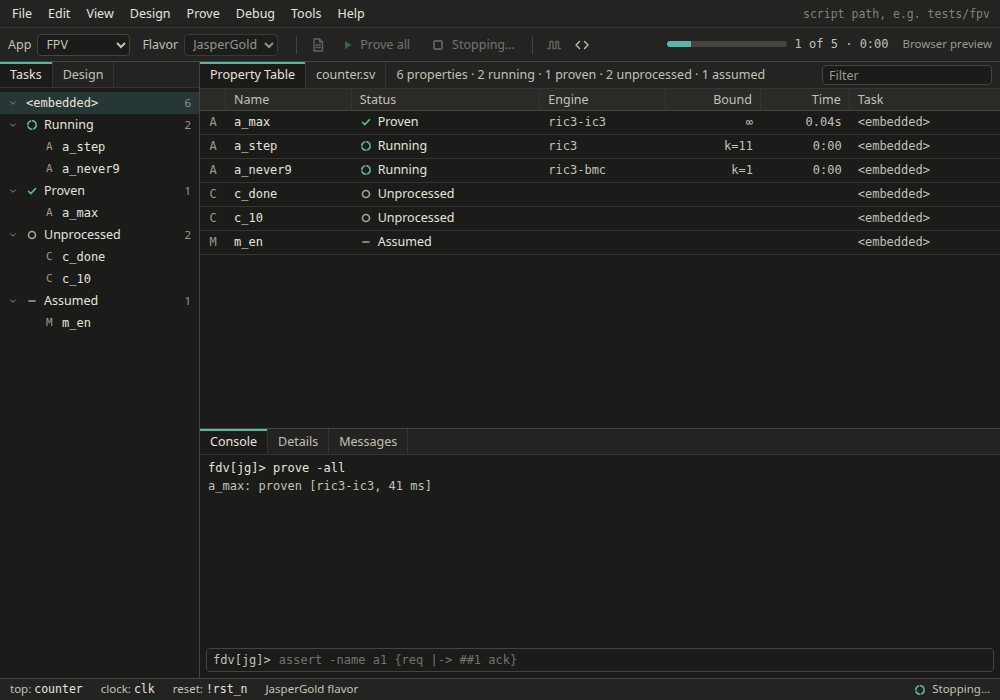 File Edit View Design Prove Debug Tools Help script path, e.g. tests/fpv
App FPV Flavor JasperGold Prove all Stopping... 1 of 5 · 0:00 Browser preview
Tasks Design
<embedded> 6
Running 2
A a_step
A a_never9
Proven 1
A a_max
Unprocessed 2
C c_done
C c_10
Assumed 1
M m_en
Property Table counter.sv 6 properties · 2 running · 1 proven · 2 unprocessed · 1 assumed Filter
Name Status Engine Bound Time Task
A a_max Proven ric3-ic3 ∞ 0.04s <embedded>
A a_step Running ric3 k=11 0:00 <embedded>
A a_never9 Running ric3-bmc k=1 0:00 <embedded>
C c_done Unprocessed <embedded>
C c_10 Unprocessed <embedded>
M m_en Assumed <embedded>
Console Details Messages
fdv[jg]> prove -all
a_max: proven [ric3-ic3, 41 ms]
fdv[jg]> assert -name a1 {req |-> ##1 ack}
top: counter clock: clk reset: !rst_n JasperGold flavor Stopping...